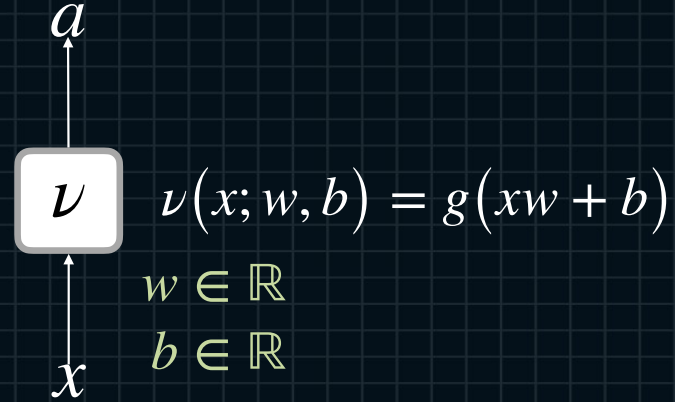 a
ν ν(x; w, b) = g(xw + b)
w ∈ ℝ
b ∈ ℝ
x